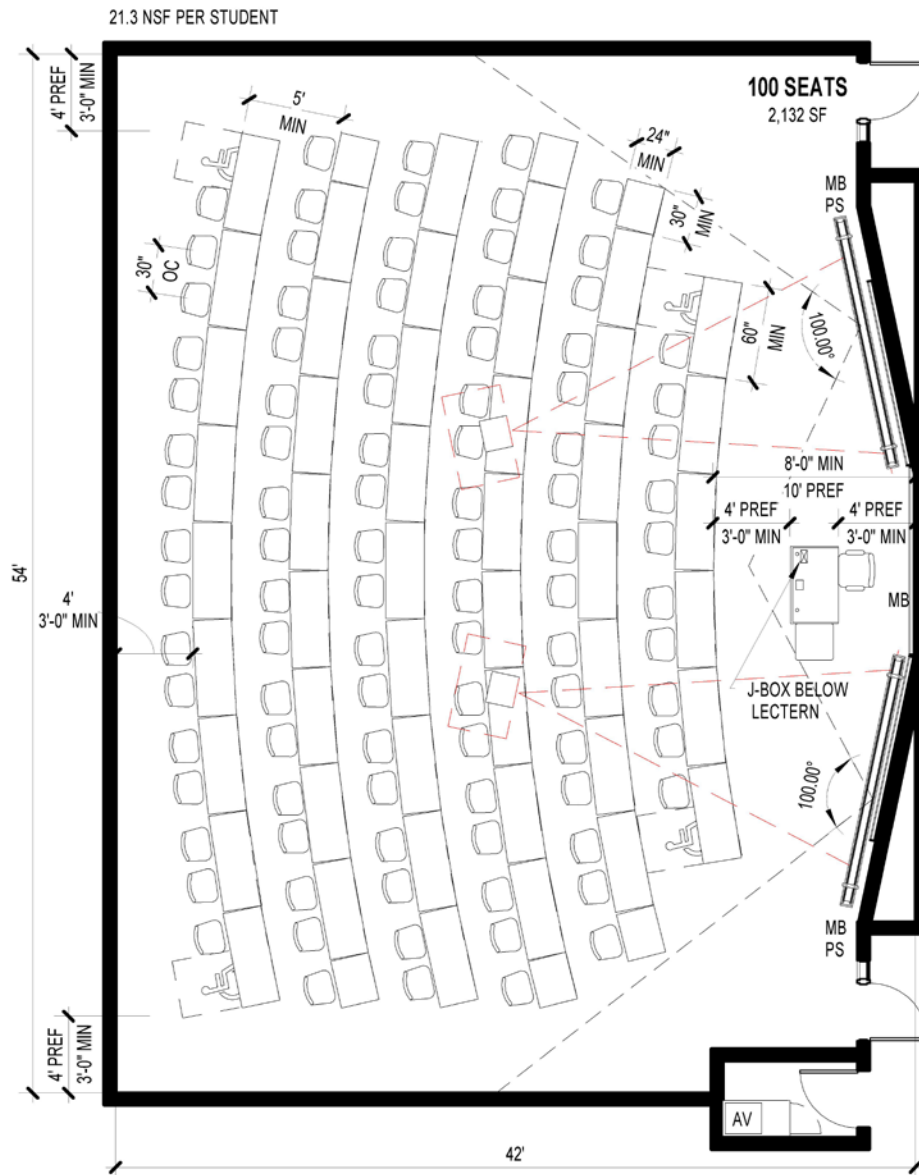 21.3 NSF PER STUDENT
4' PREF
3'-0" MIN
5'
MIN
100 SEATS
2,132 SF
24"
MIN
30"
MIN
MB
PS
30"
OC
60"
MIN
100.00°
8'-0" MIN
10' PREF
4' PREF
3'-0" MIN
4' PREF
3'-0" MIN
54'
4'
3'-0" MIN
MB
J-BOX BELOW
LECTERN
100.00°
MB
PS
4' PREF
3'-0" MIN
AV
42'